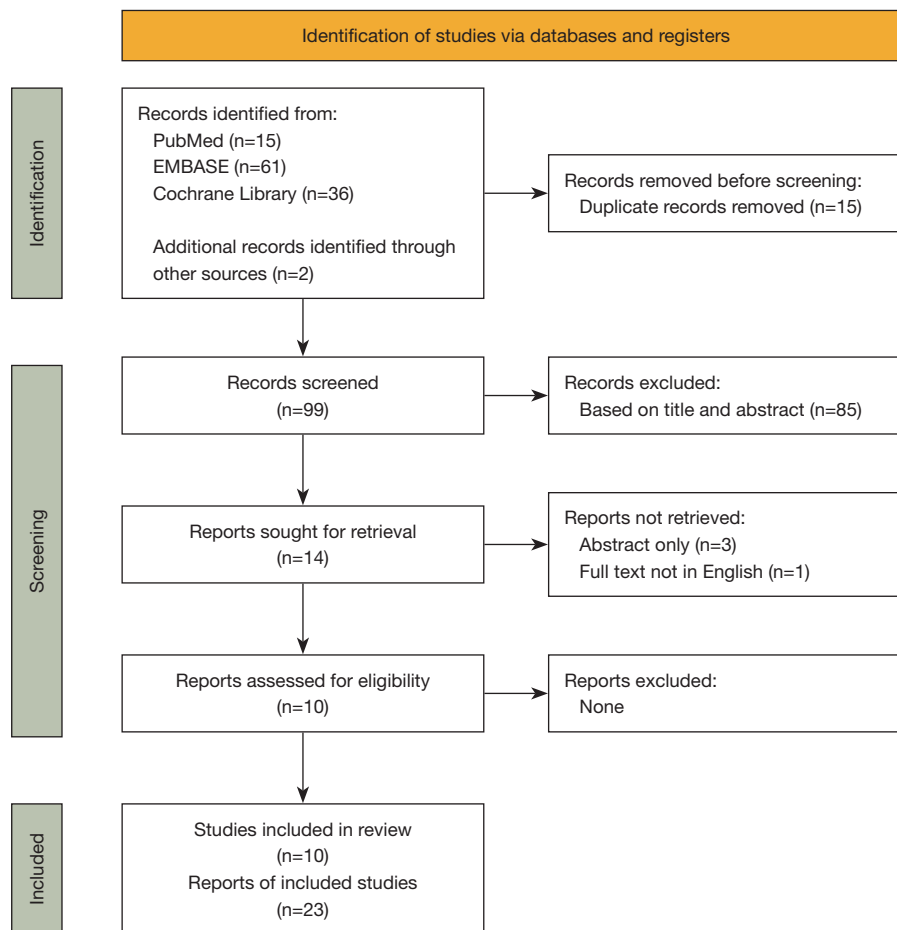 Identification of studies via databases and registers
Identification
Records identified from:
PubMed (n=15)
EMBASE (n=61)
Cochrane Library (n=36)
Additional records identified through
other sources (n=2)
Records removed before screening:
Duplicate records removed (n=15)
Screening
Records screened
(n=99)
Records excluded:
Based on title and abstract (n=85)
Reports sought for retrieval
(n=14)
Reports not retrieved:
Abstract only (n=3)
Full text not in English (n=1)
Reports assessed for eligibility
(n=10)
Reports excluded:
None
Included
Studies included in review
(n=10)
Reports of included studies
(n=23)